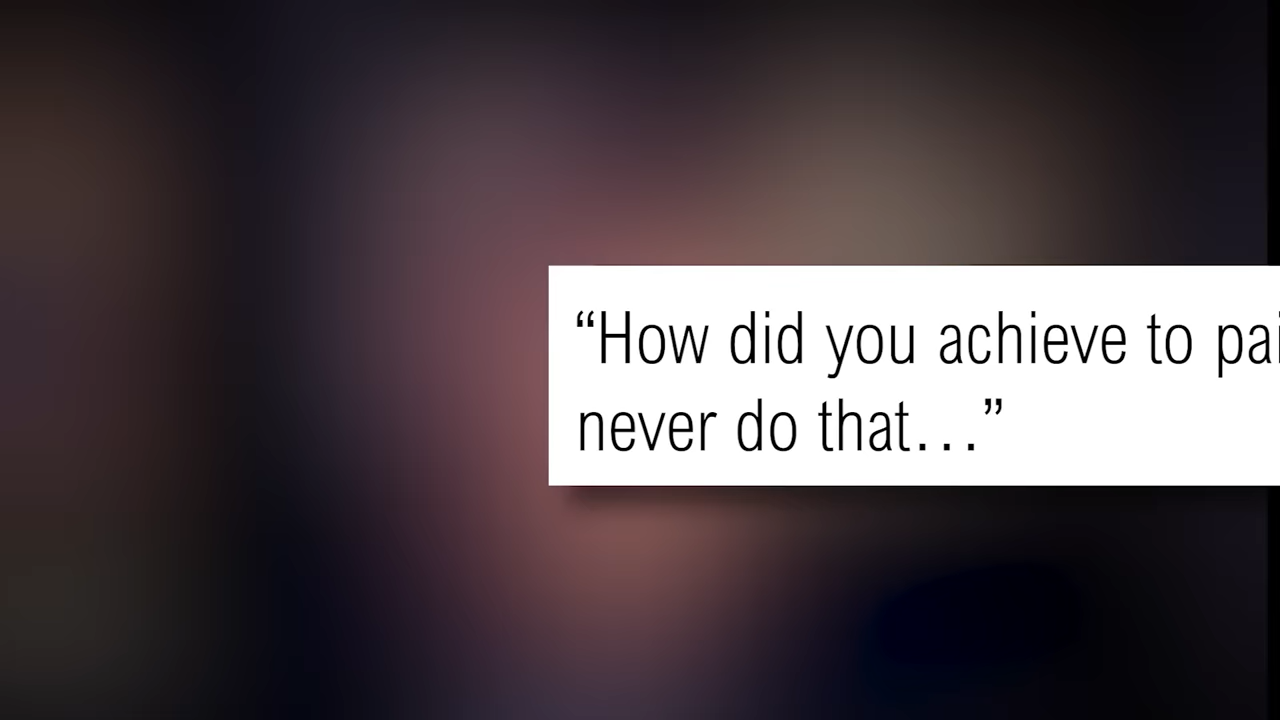 “How did you achieve to
never do that…”